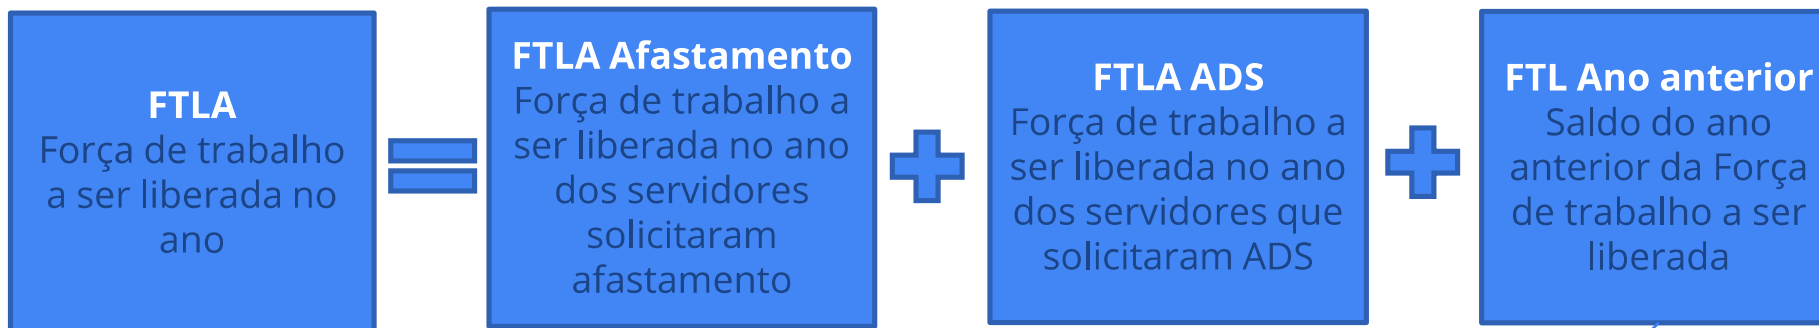 FTLA
Força de trabalho
a ser liberada no
ano
FTLA Afastamento
Força de trabalho a
ser liberada no ano
dos servidores
solicitaram
afastamento
FTLA ADS
Força de trabalho a
ser liberada no ano
dos servidores que
solicitaram ADS
FTL Ano anterior
Saldo do ano
anterior da Força
de trabalho a ser
liberada